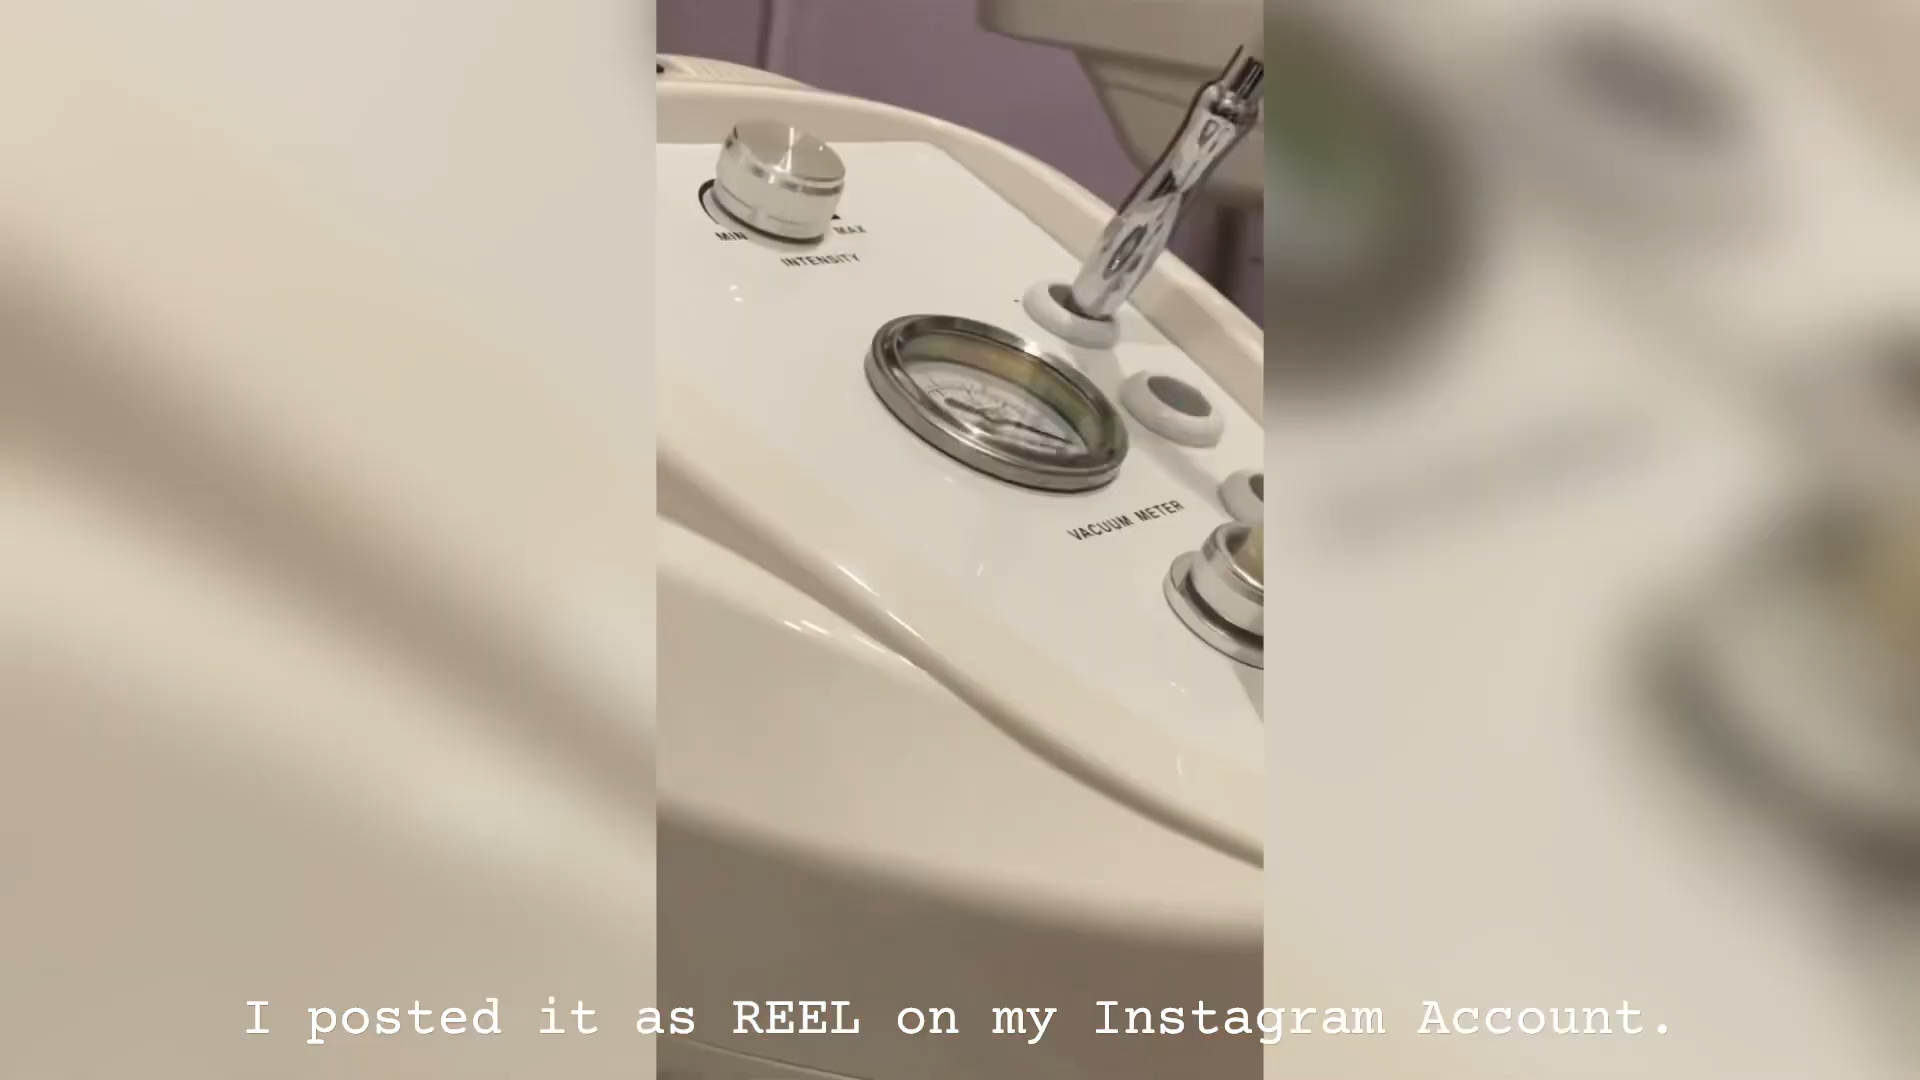 MIN MAX
INTENSITY
VACUUM METER
I posted it as REEL on my Instagram Account.